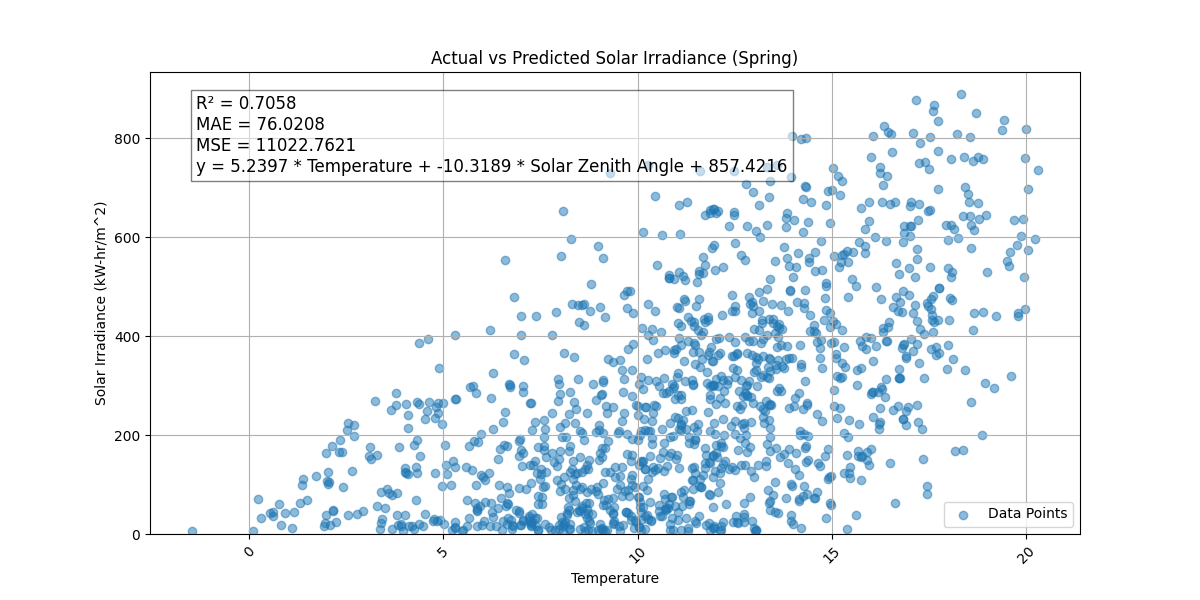 Actual vs Predicted Solar Irradiance (Spring)
R² = 0.7058
MAE = 76.0208
MSE = 11022.7621
y = 5.2397 * Temperature + -10.3189 * Solar Zenith Angle + 857.4216
Solar Irradiance (kW-hr/m^2)
800
600
400
200
0
0 5 10 15 20
Temperature
Data Points